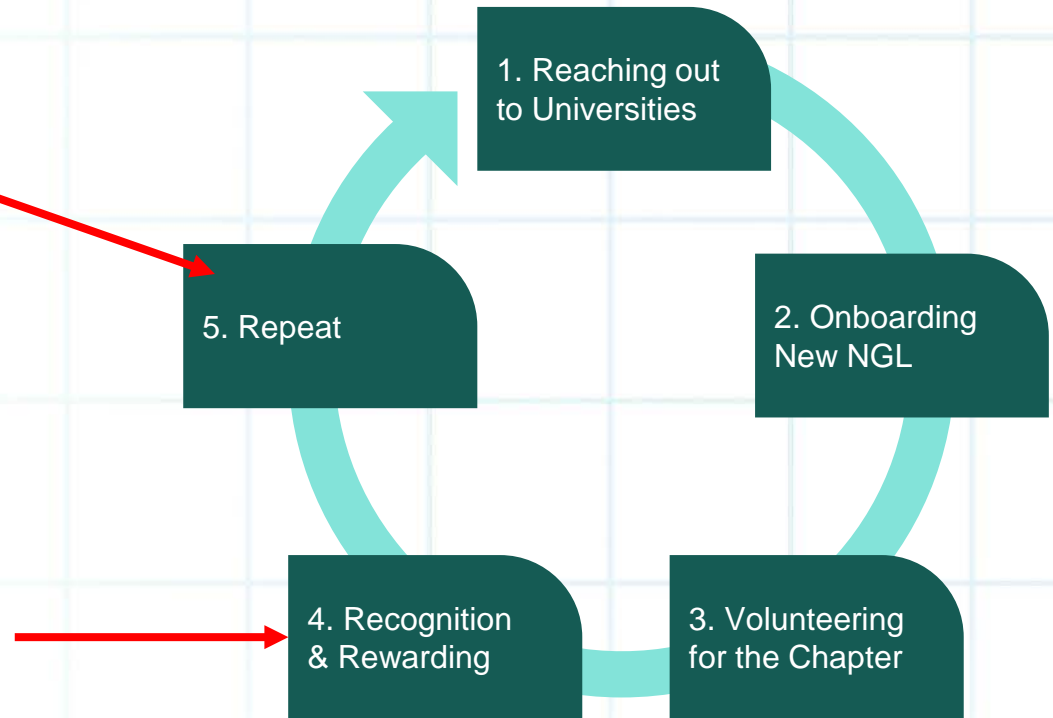 1. Reaching out
to Universities
2. Onboarding
New NGL
3. Volunteering
for the Chapter
4. Recognition
& Rewarding
5. Repeat